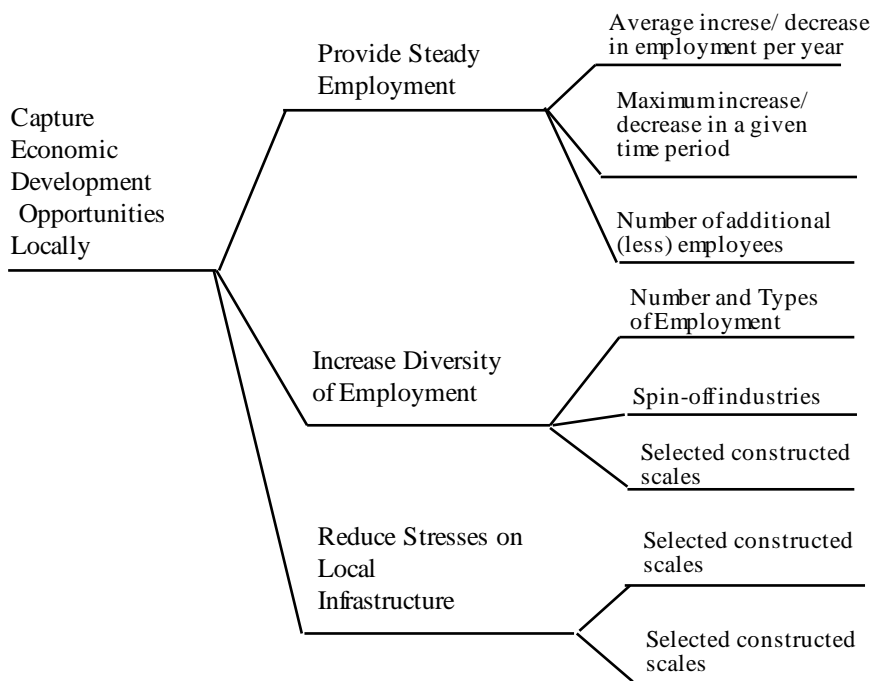 Capture
Economic
Development
Opportunities
Locally
Provide Steady
Employment
Average increse/ decrease
in employment per year
Maximum increase/
decrease in a given
time period
Number of additional
(less) employees
Increase Diversity
of Employment
Number and Types
of Employment
Spin-off industries
Selected constructed
scales
Reduce Stresses on
Local
Infrastructure
Selected constructed
scales
Selected constructed
scales